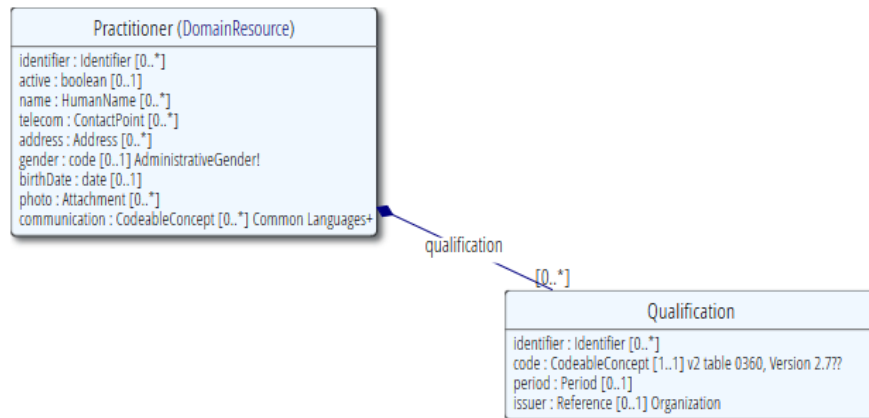 Practitioner (DomainResource)
identifier : Identifier [0..*]
active : boolean [0..1]
name : HumanName [0..*]
telecom : ContactPoint [0..*]
address : Address [0..*]
gender : code [0..1] AdministrativeGender!
birthDate : date [0..1]
photo : Attachment [0..*]
communication : CodeableConcept [0..*] Common Languages+
qualification
[0..*]
Qualification
identifier : Identifier [0..*]
code : CodeableConcept [1..1] v2 table 0360, Version 2.7??
period : Period [0..1]
issuer : Reference [0..1] Organization